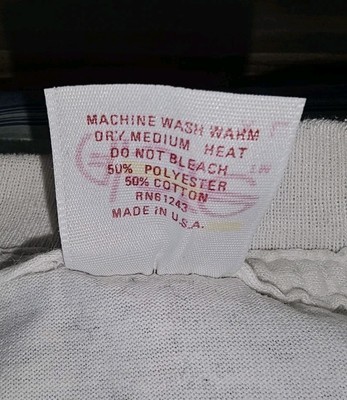 MACHINE WASH WARM
DRY MEDIUM HEAT
DO NOT BLEACH
50% POLYESTER
50% COTTON
RN61243
MADE IN U.S.A.